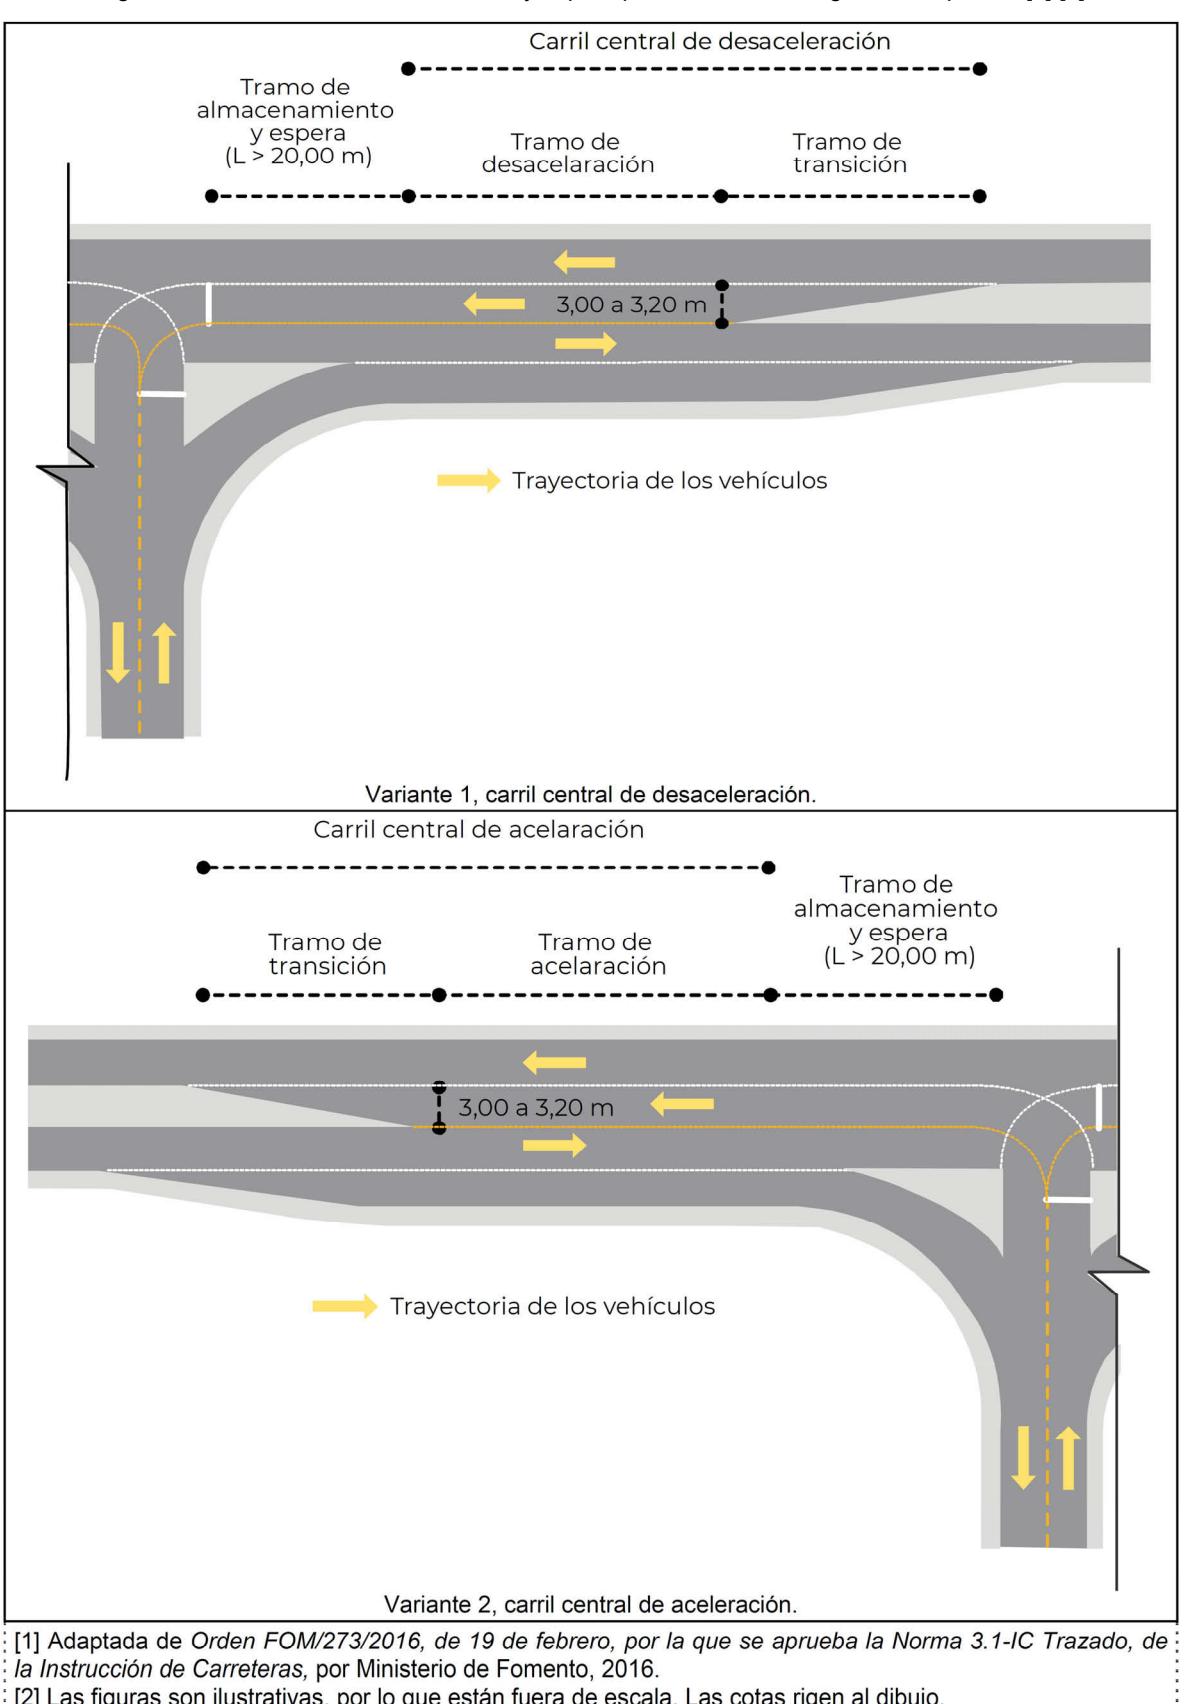 Carril central de desaceleración
Tramo de
almacenamiento
y espera
(L > 20,00 m)
Tramo de
desacelaración
Tramo de
transición
3,00 a 3,20 m
Trayectoria de los vehículos
Variante 1, carril central de desaceleración.
Carril central de acelaración
Tramo de
transición
Tramo de
acelaración
Tramo de
almacenamiento
y espera
(L > 20,00 m)
3,00 a 3,20 m
Trayectoria de los vehículos
Variante 2, carril central de aceleración.
[1] Adaptada de Orden FOM/273/2016, de 19 de febrero, por la que se aprueba la Norma 3.1-IC Trazado, de
la Instrucción de Carreteras, por Ministerio de Fomento, 2016.
[2] Las figuras son ilustrativas, por lo que están fuera de escala. Las cotas rigen al dibujo.